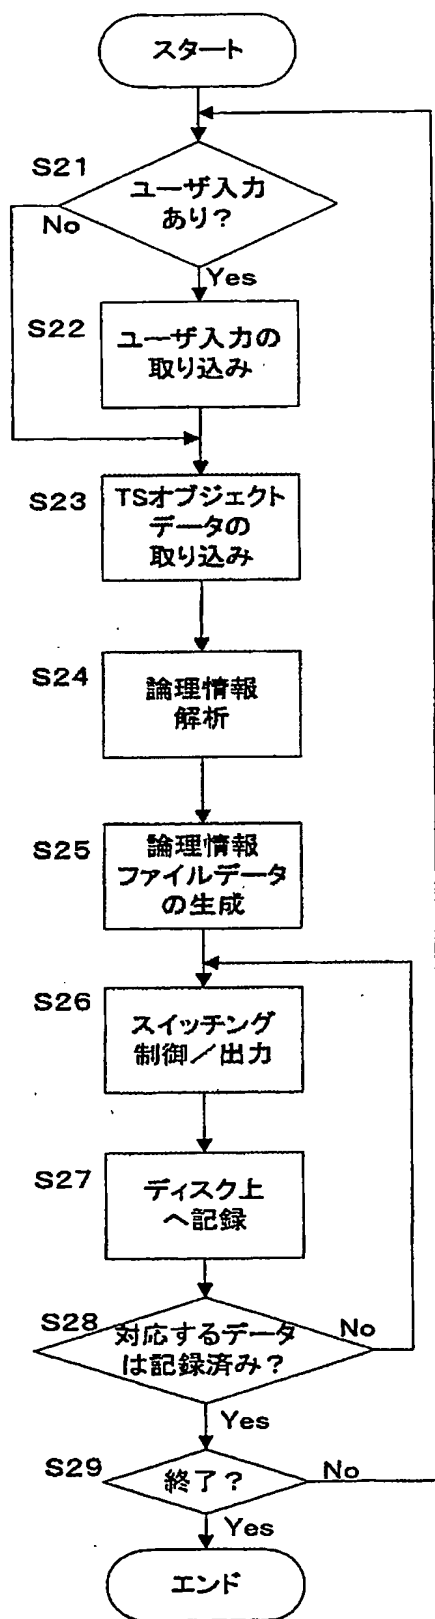 スタート
S21
ユーザ入力
あり？
No
Yes
S22
ユーザ入力の
取り込み
S23
TSオブジェクト
データの
取り込み
S24
論理情報
解析
S25
論理情報
ファイルデータ
の生成
S26
スイッチング
制御／出力
S27
ディスク上
へ記録
S28
対応するデータ
は記録済み？
No
Yes
S29
終了？
No
Yes
エンド